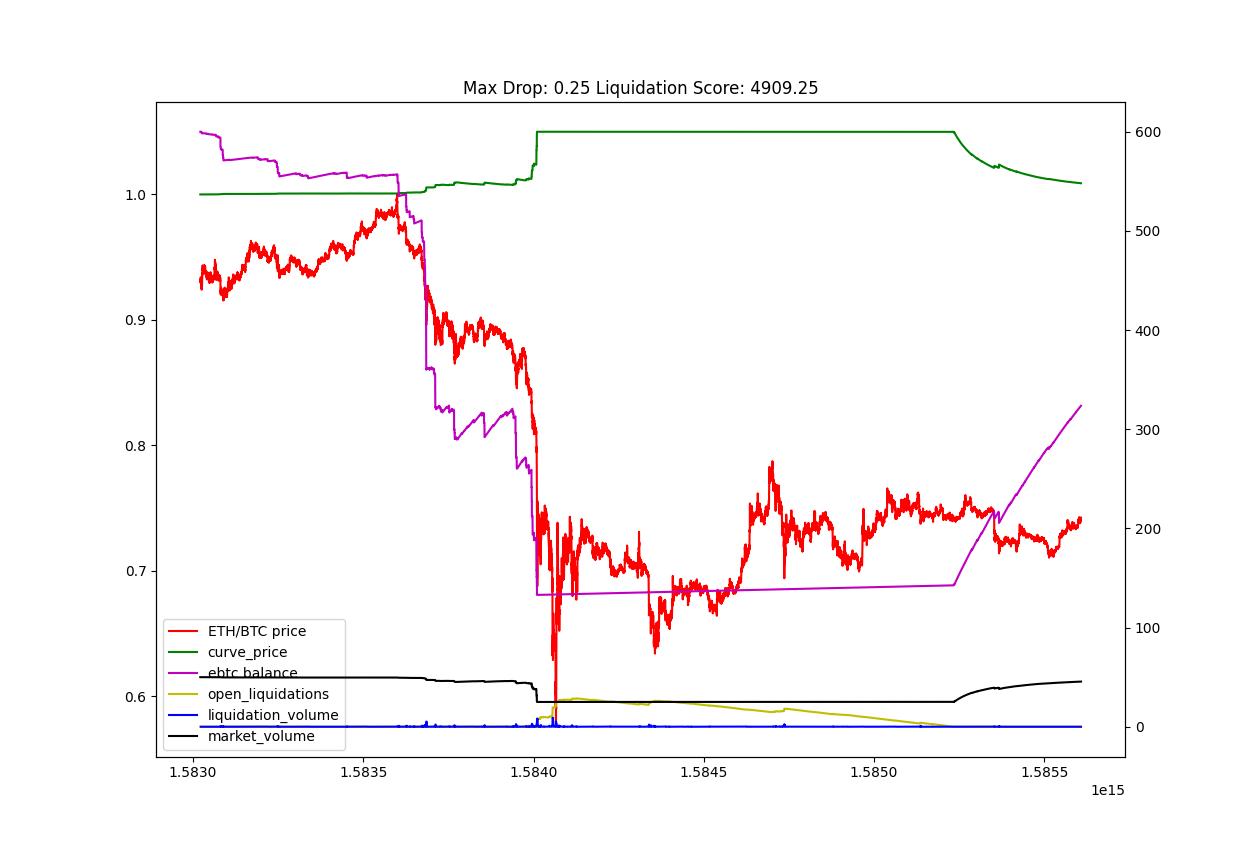 Max Drop: 0.25 Liquidation Score: 4909.25
600
1.0
500
0.9
400
0.8
300
0.7
200
100
0.6
0
ETH/BTC price
curve_price
ebtc balance
open_liquidations
liquidation_volume
market_volume
1.5830 1.5835 1.5840 1.5845 1.5850 1.5855
1e15